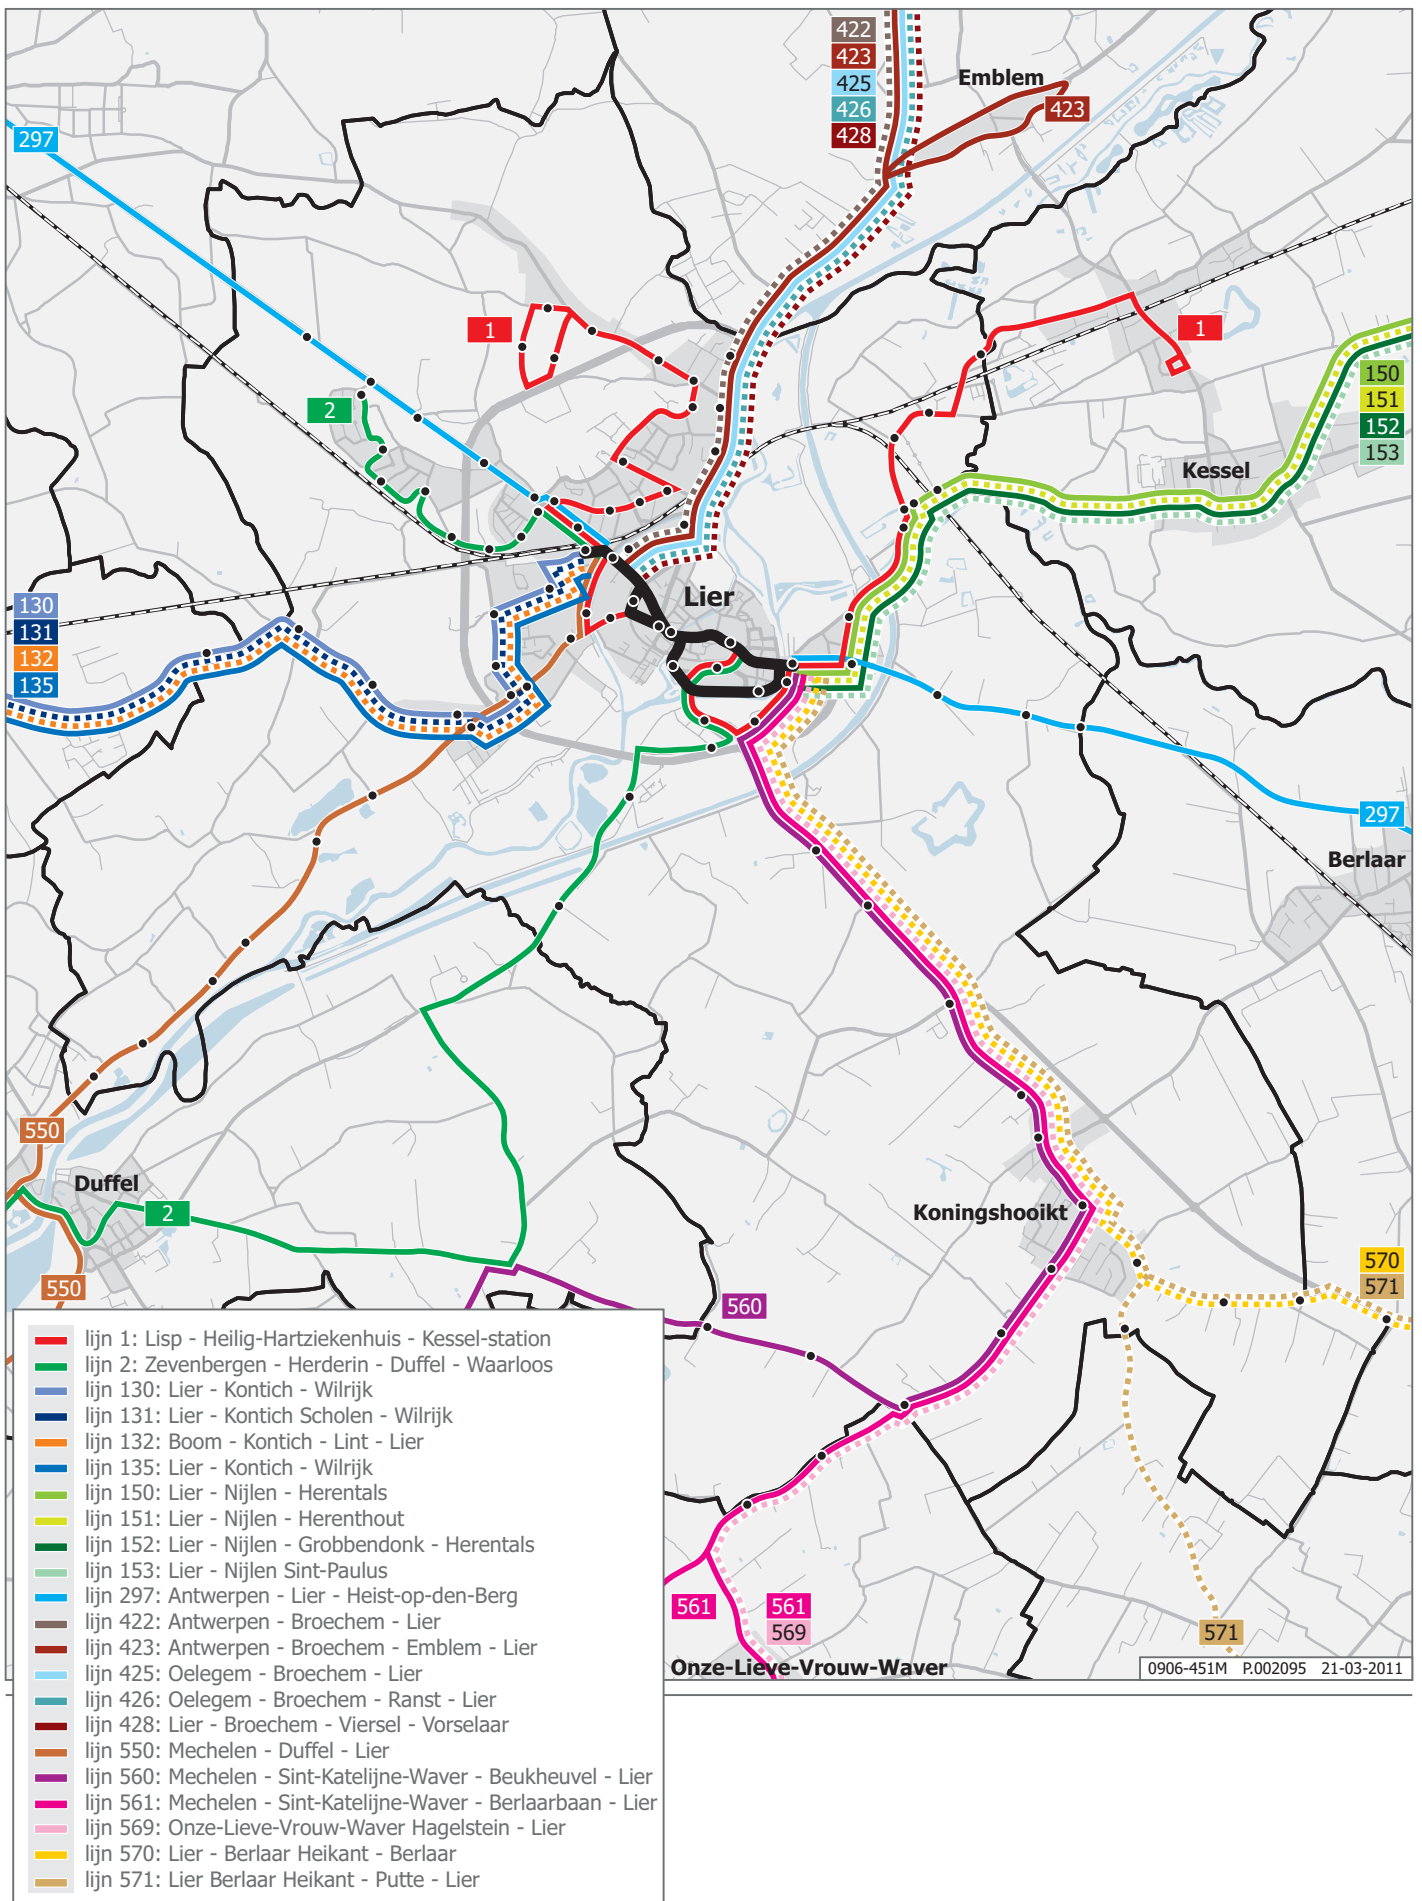 422
423
425
426
428
Emblem
423
297
1
1
2
150
151
152
153
Kessel
130
131
132
135
Lier
297
Berlaar
550
Duffel
2
550
Koningshooikt
570
571
560
561
561
569
571
Onze-Lieve-Vrouw-Waver
0906-451M P.002095 21-03-2011
lijn 1: Lisp - Heilig-Hartziekenhuis - Kessel-station
lijn 2: Zevenbergen - Herderin - Duffel - Waarloos
lijn 130: Lier - Kontich - Wilrijk
lijn 131: Lier - Kontich Scholen - Wilrijk
lijn 132: Boom - Kontich - Lint - Lier
lijn 135: Lier - Kontich - Wilrijk
lijn 150: Lier - Nijlen - Herentals
lijn 151: Lier - Nijlen - Herenthout
lijn 152: Lier - Nijlen - Grobbendonk - Herentals
lijn 153: Lier - Nijlen Sint-Paulus
lijn 297: Antwerpen - Lier - Heist-op-den-Berg
lijn 422: Antwerpen - Broechem - Lier
lijn 423: Antwerpen - Broechem - Emblem - Lier
lijn 425: Oelegem - Broechem - Lier
lijn 426: Oelegem - Broechem - Ranst - Lier
lijn 428: Lier - Broechem - Viersel - Vorselaar
lijn 550: Mechelen - Duffel - Lier
lijn 560: Mechelen - Sint-Katelijne-Waver - Beukheuvel - Lier
lijn 561: Mechelen - Sint-Katelijne-Waver - Berlaarbaan - Lier
lijn 569: Onze-Lieve-Vrouw-Waver Hagelstein - Lier
lijn 570: Lier - Berlaar Heikant - Berlaar
lijn 571: Lier Berlaar Heikant - Putte - Lier